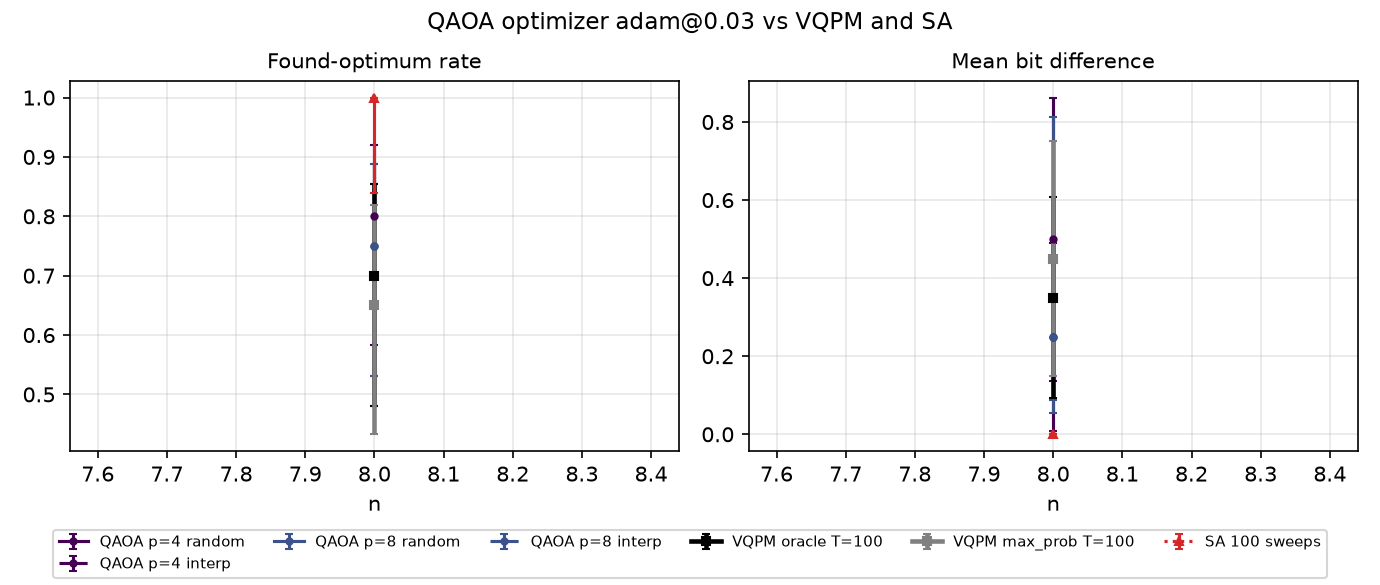 QAOA optimizer adam@0.03 vs VQPM and SA
Found-optimum rate
1.0
0.9
0.8
0.7
0.6
0.5
7.6 7.7 7.8 7.9 8.0 8.1 8.2 8.3 8.4
n
Mean bit difference
0.8
0.6
0.4
0.2
0.0
7.6 7.7 7.8 7.9 8.0 8.1 8.2 8.3 8.4
n
QAOA p=4 random QAOA p=8 random QAOA p=8 interp VQPM oracle T=100 VQPM max_prob T=100 SA 100 sweeps
QAOA p=4 interp